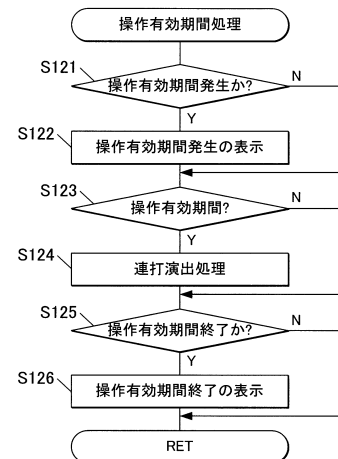 操作有効期間処理
S121
操作有効期間発生か?
N
Y
S122
操作有効期間発生の表示
S123
操作有効期間?
N
Y
S124
連打演出処理
S125
操作有効期間終了か?
N
Y
S126
操作有効期間終了の表示
RET